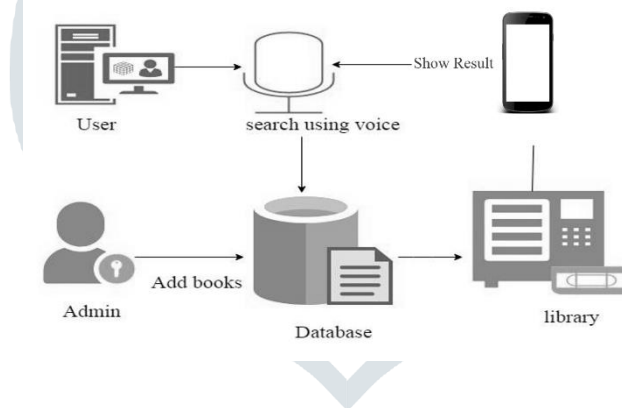 Show Result
User
search using voice
Add books
Admin
library
Database